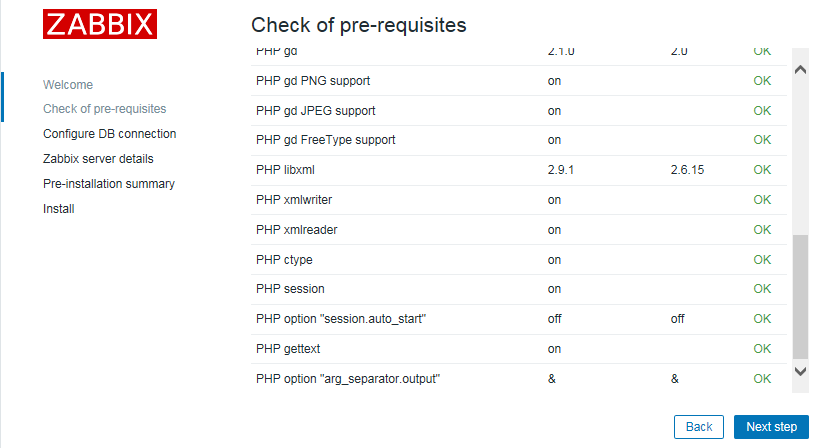 ZABBIX
Check of pre-requisites
Welcome
Check of pre-requisites
Configure DB connection
Zabbix server details
Pre-installation summary
Install
PHP gd 2.1.0 2.0 OK
PHP gd PNG support on OK
PHP gd JPEG support on OK
PHP gd FreeType support on OK
PHP libxml 2.9.1 2.6.15 OK
PHP xmlwriter on OK
PHP xmlreader on OK
PHP ctype on OK
PHP session on OK
PHP option "session.auto_start" off off OK
PHP gettext on OK
PHP option "arg_separator.output" & & OK
Back Next step